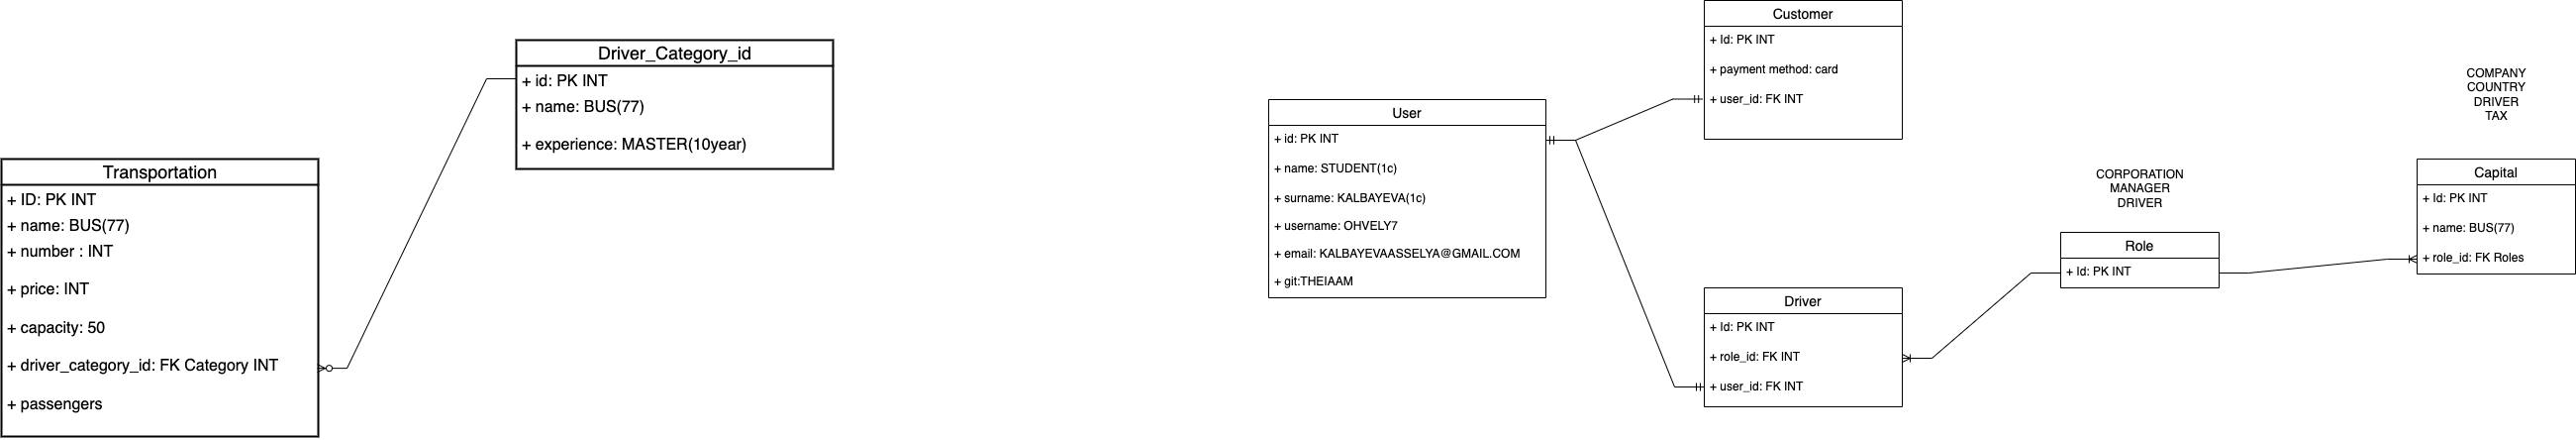 Driver_Category_id
+ id: PK INT
+ name: BUS(77)
+ experience: MASTER(10year)
Transportation
+ ID: PK INT
+ name: BUS(77)
+ number : INT
+ price: INT
+ capacity: 50
+ driver_category_id: FK Category INT
+ passengers
User
+ id: PK INT
+ name: STUDENT(1c)
+ surname: KALBAYEVA(1c)
+ username: OHVELY7
+ email: KALBAYEVAASSELYA@GMAIL.COM
+ git:THEIAAM
Customer
+ Id: PK INT
+ payment method: card
+ user_id: FK INT
Driver
+ Id: PK INT
+ role_id: FK INT
+ user_id: FK INT
CORPORATION
MANAGER
DRIVER
Role
+ Id: PK INT
COMPANY
COUNTRY
DRIVER
TAX
Capital
+ Id: PK INT
+ name: BUS(77)
+ role_id: FK Roles